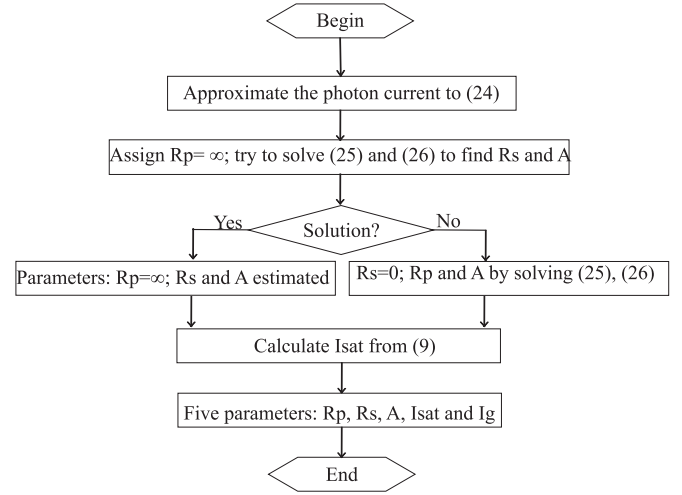 Begin
Approximate the photon current to (24)
Assign Rp= ∞; try to solve (25) and (26) to find Rs and A
Solution?
Yes
No
Parameters: Rp=∞; Rs and A estimated
Rs=0; Rp and A by solving (25), (26)
Calculate Isat from (9)
Five parameters: Rp, Rs, A, Isat and Ig
End